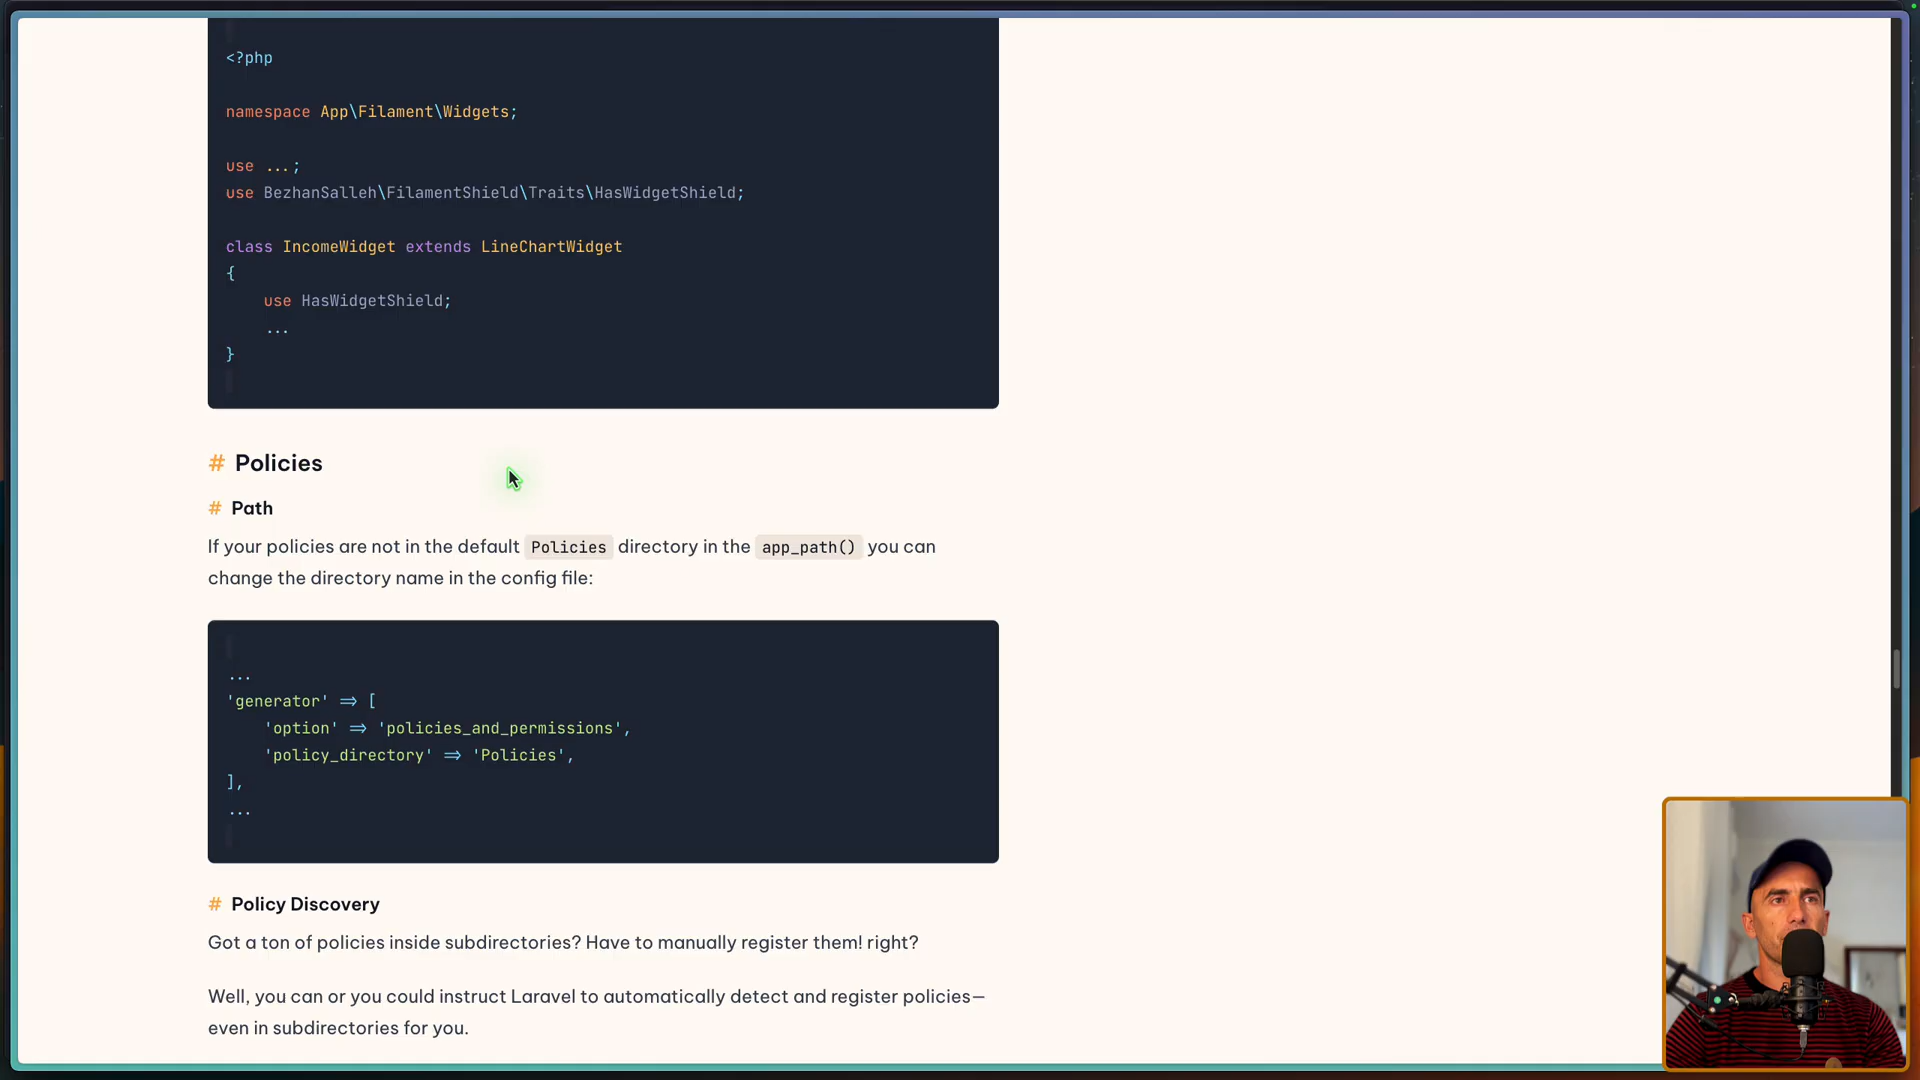 <?php
namespace App\Filament\Widgets;
use ...;
use BezhanSalleh\FilamentShield\Traits\HasWidgetShield;
class IncomeWidget extends LineChartWidget
{
    use HasWidgetShield;
    ...
}
# Policies
# Path
If your policies are not in the default Policies directory in the app_path() you can
change the directory name in the config file:
...
'generator' => [
    'option' => 'policies_and_permissions',
    'policy_directory' => 'Policies',
],
...
# Policy Discovery
Got a ton of policies inside subdirectories? Have to manually register them! right?
Well, you can or you could instruct Laravel to automatically detect and register policies—
even in subdirectories for you.